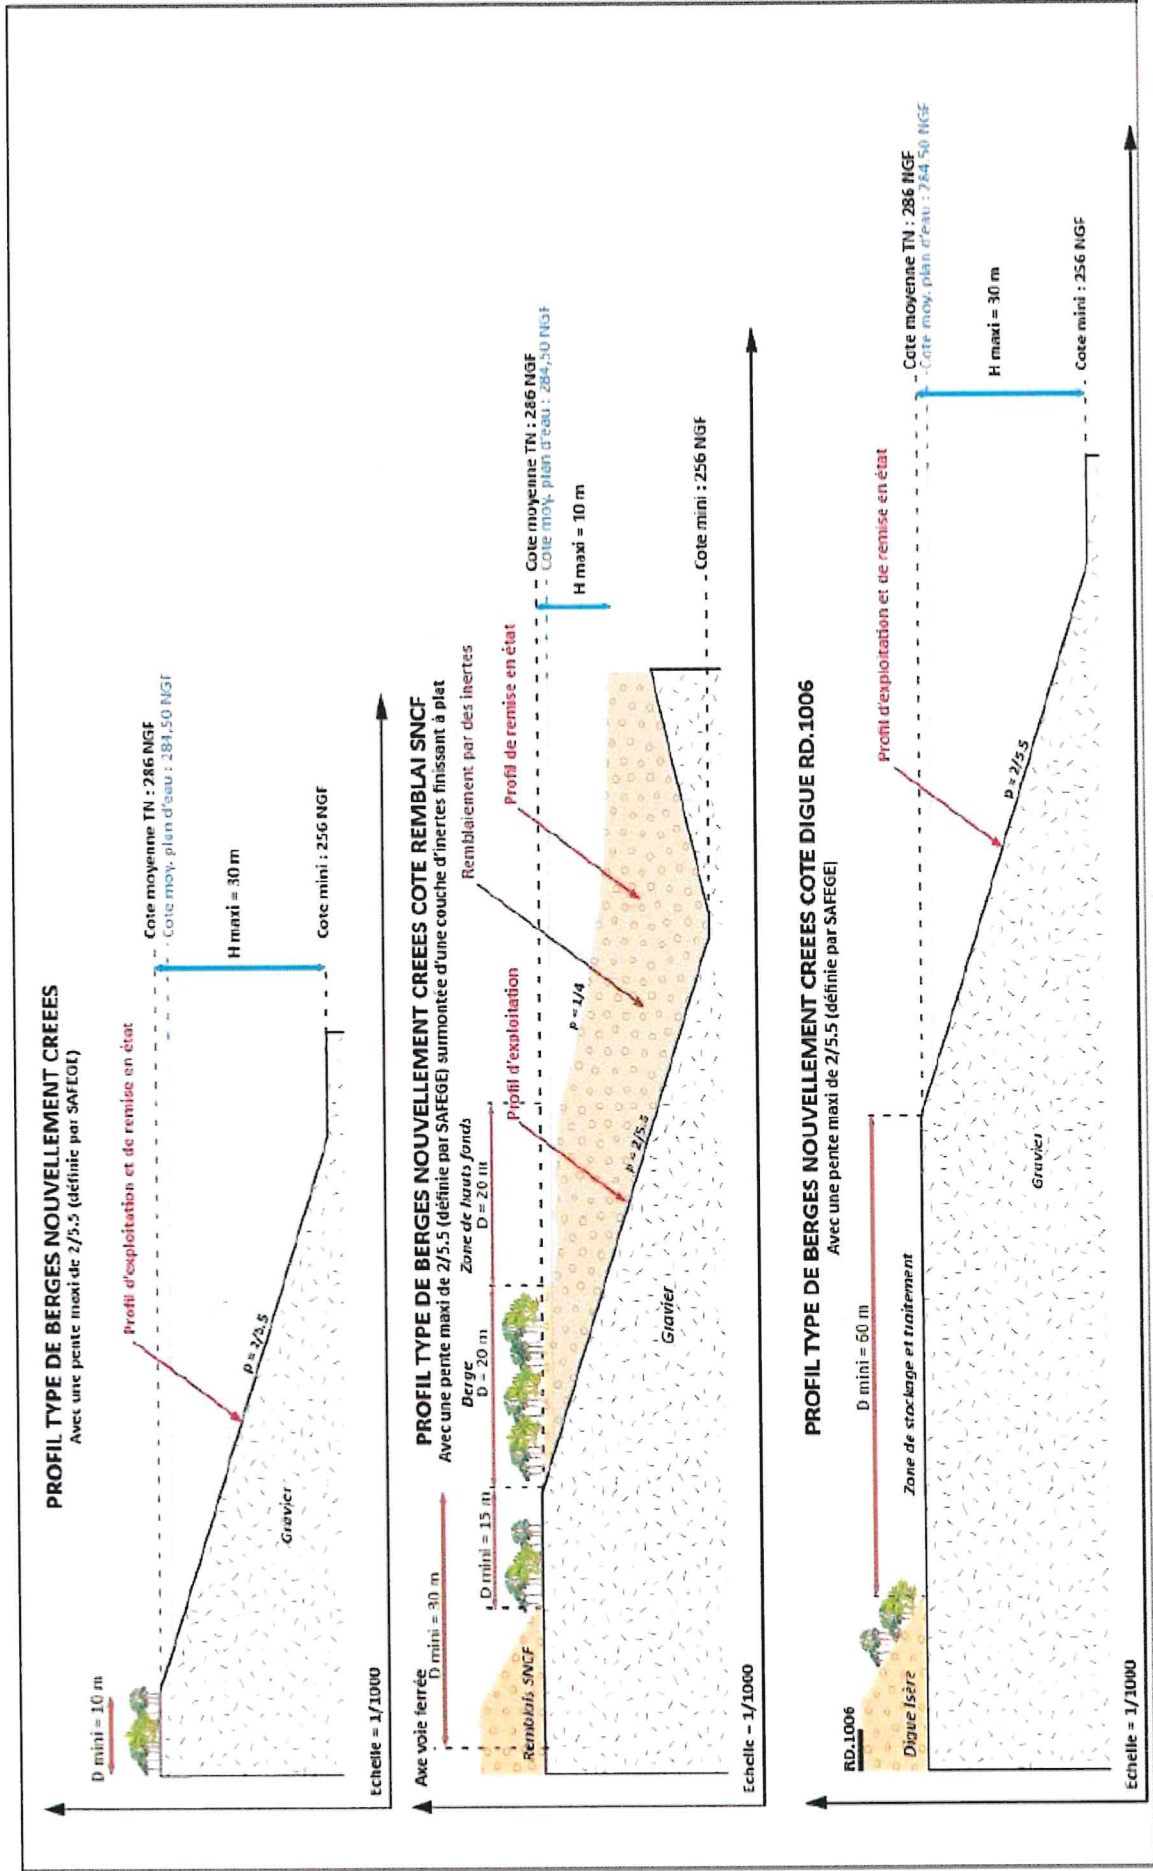 PROFIL TYPE DE BERGES NOUVELLEMENT CREEES
Avec une pente maxi de 2/5.5 (définie par SAFEGE)
D mini = 10 m
Profil d'exploitation et de remise en état
Cote moyenne TN : 286 NGF
Cote moy. plan d'eau : 284,50 NGF
H maxi = 30 m
p = 2/5.5
Gravier
Cote mini : 256 NGF
Echelle = 1/1000
PROFIL TYPE DE BERGES NOUVELLEMENT CREEES COTE REMBLAI SNCF
Avec une pente maxi de 2/5.5 (définie par SAFEGE) surmontée d'une couche d'inertes finissant à plat
Axe voie ferrée
D mini = 30 m
D mini = 15 m
Berge
D = 20 m
Zone de hauts fonds
D = 20 m
Profil d'exploitation
Remblaiement par des inertes
Profil de remise en état
Cote moyenne TN : 286 NGF
Cote moy. plan d'eau : 284,50 NGF
H maxi = 10 m
Remblais SNCF
p = 1/4
p = 2/5.5
Gravier
Cote mini : 256 NGF
Echelle - 1/1000
PROFIL TYPE DE BERGES NOUVELLEMENT CREEES COTE DIGUE RD.1006
Avec une pente maxi de 2/5.5 (définie par SAFEGE)
RD.1006
D mini = 60 m
Profil d'exploitation et de remise en état
Cote moyenne TN : 286 NGF
Cote moy. plan d'eau : 284.50 NGF
Digue Isère
Zone de stockage et traitement
H maxi = 30 m
p = 2/5.5
Gravier
Cote mini : 256 NGF
Echelle = 1/1000